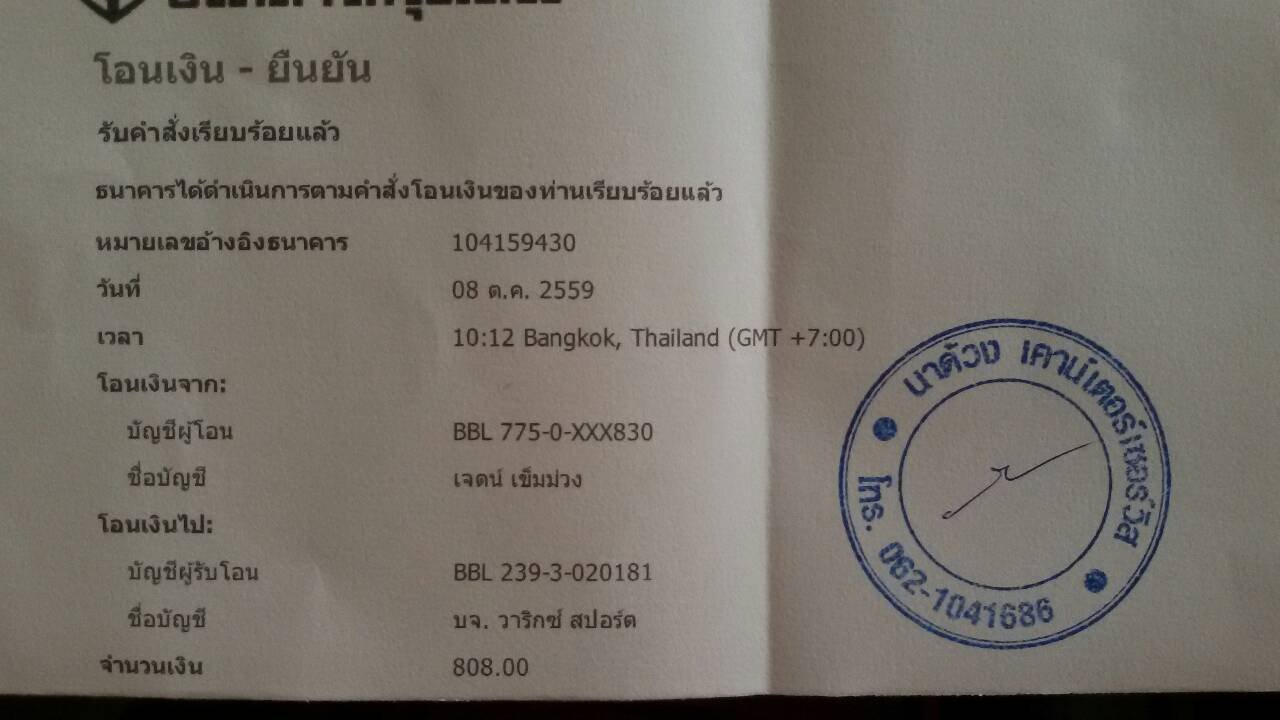 โอนเงิน - ยืนยัน
รับคำสั่งเรียบร้อยแล้ว
ธนาคารได้ดำเนินการตามคำสั่งโอนเงินของท่านเรียบร้อยแล้ว
หมายเลขอ้างอิงธนาคาร 104159430
วันที่ 08 ต.ค. 2559
เวลา 10:12 Bangkok, Thailand (GMT +7:00)
โอนเงินจาก:
บัญชีผู้โอน BBL 775-0-XXX830
ชื่อบัญชี เจตน์ เข็มม่วง
โอนเงินไป:
บัญชีผู้รับโอน BBL 239-3-020181
ชื่อบัญชี บจ. วาริกซ์ สปอร์ต
จำนวนเงิน 808.00
นาด้วง เคาน์เตอร์เซอร์วิส
โทร. 062-1041686